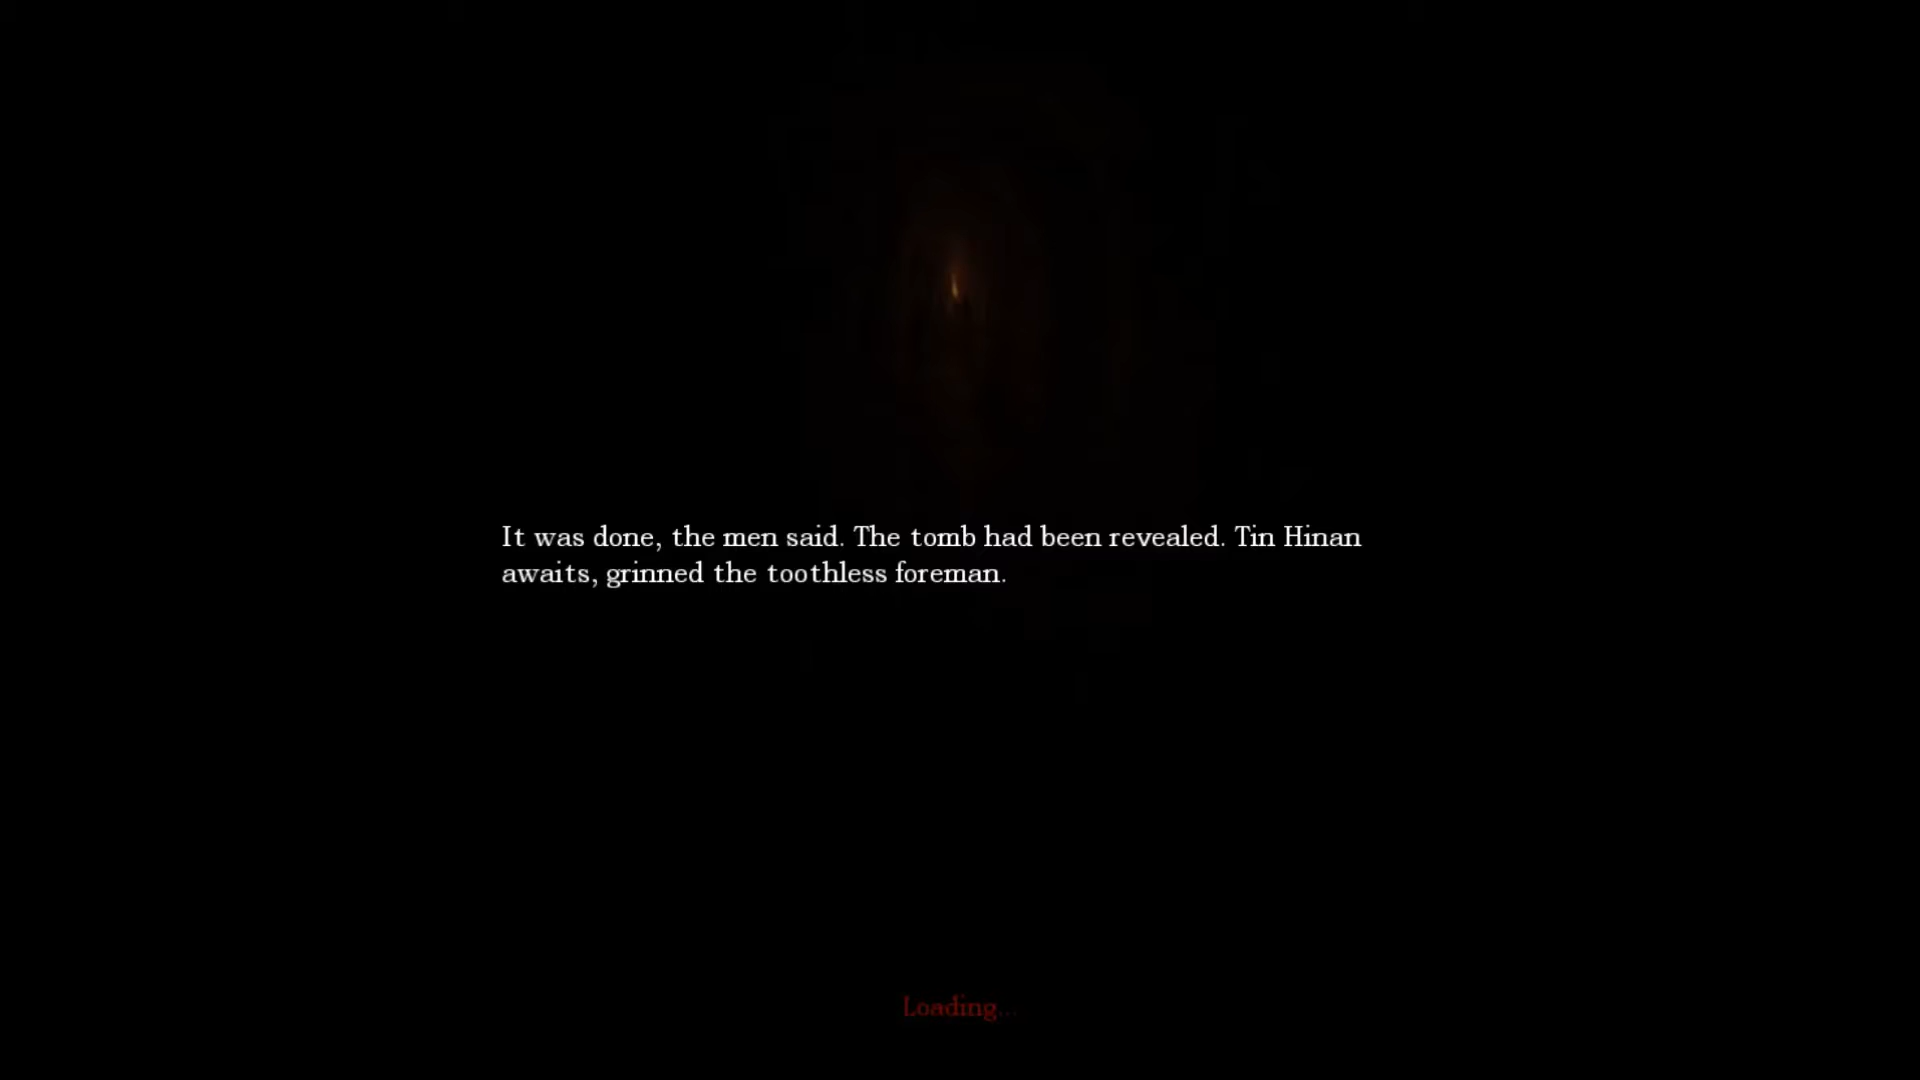 It was done, the men said. The tomb had been revealed. Tin Hinan
awaits, grinned the toothless foreman.
Loading...